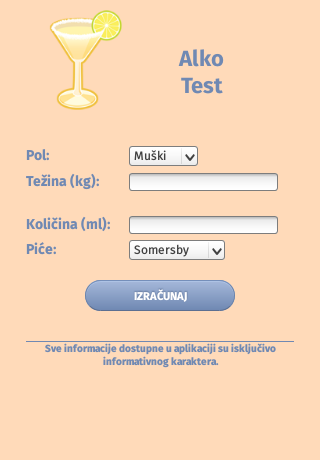 Alko
Test
Pol:
Muški
Težina (kg):
Količina (ml):
Piće:
Somersby
IZRAČUNAJ
Sve informacije dostupne u aplikaciji su isključivo
informativnog karaktera.